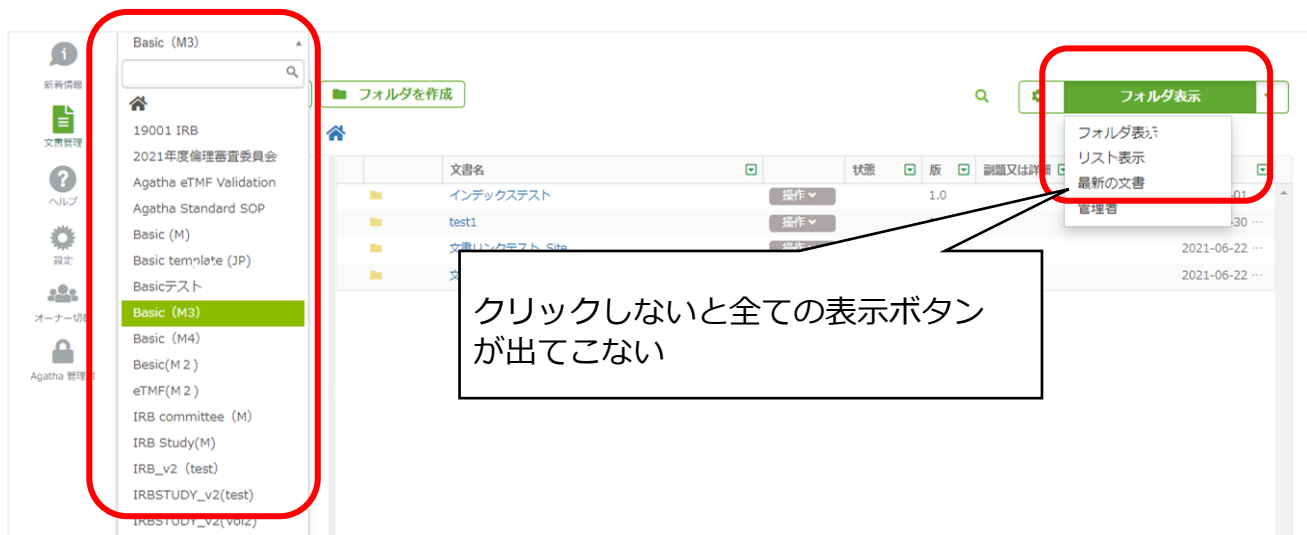 Basic（M3）
新着情報
文書管理
ヘルプ
設定
オーナー切
Agatha 管理
19001 IRB
2021年度倫理審査委員会
Agatha eTMF Validation
Agatha Standard SOP
Basic (M)
Basic template (JP)
Basicテスト
Basic（M3）
Basic（M4）
Besic(M２)
eTMF(M２)
IRB committee（M）
IRB Study(M)
IRB_v2（test）
IRBSTUDY_v2(test)
IRBSTUDY_v2(vol2)
フォルダを作成
フォルダ表示
フォルダ表示
リスト表示
最新の文書
管理者
文書名 状態 版 副題又は詳細
インデックステスト 操作 1.0 -01
test1 操作 -30 ...
文書リンクテスト_Site 操作 2021-06-22 ...
文 2021-06-22 ...
クリックしないと全ての表示ボタン
が出てこない